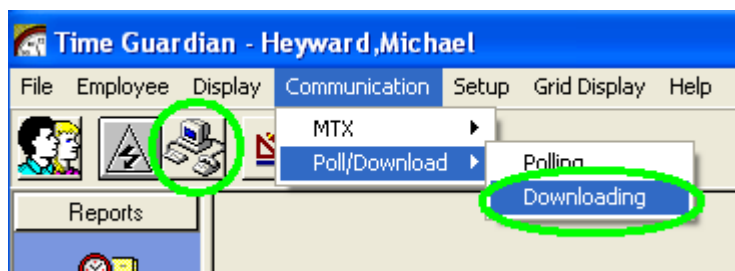 Time Guardian - Heyward,Michael
File Employee Display Communication Setup Grid Display Help
MTX
Poll/Download
Polling
Downloading
Reports